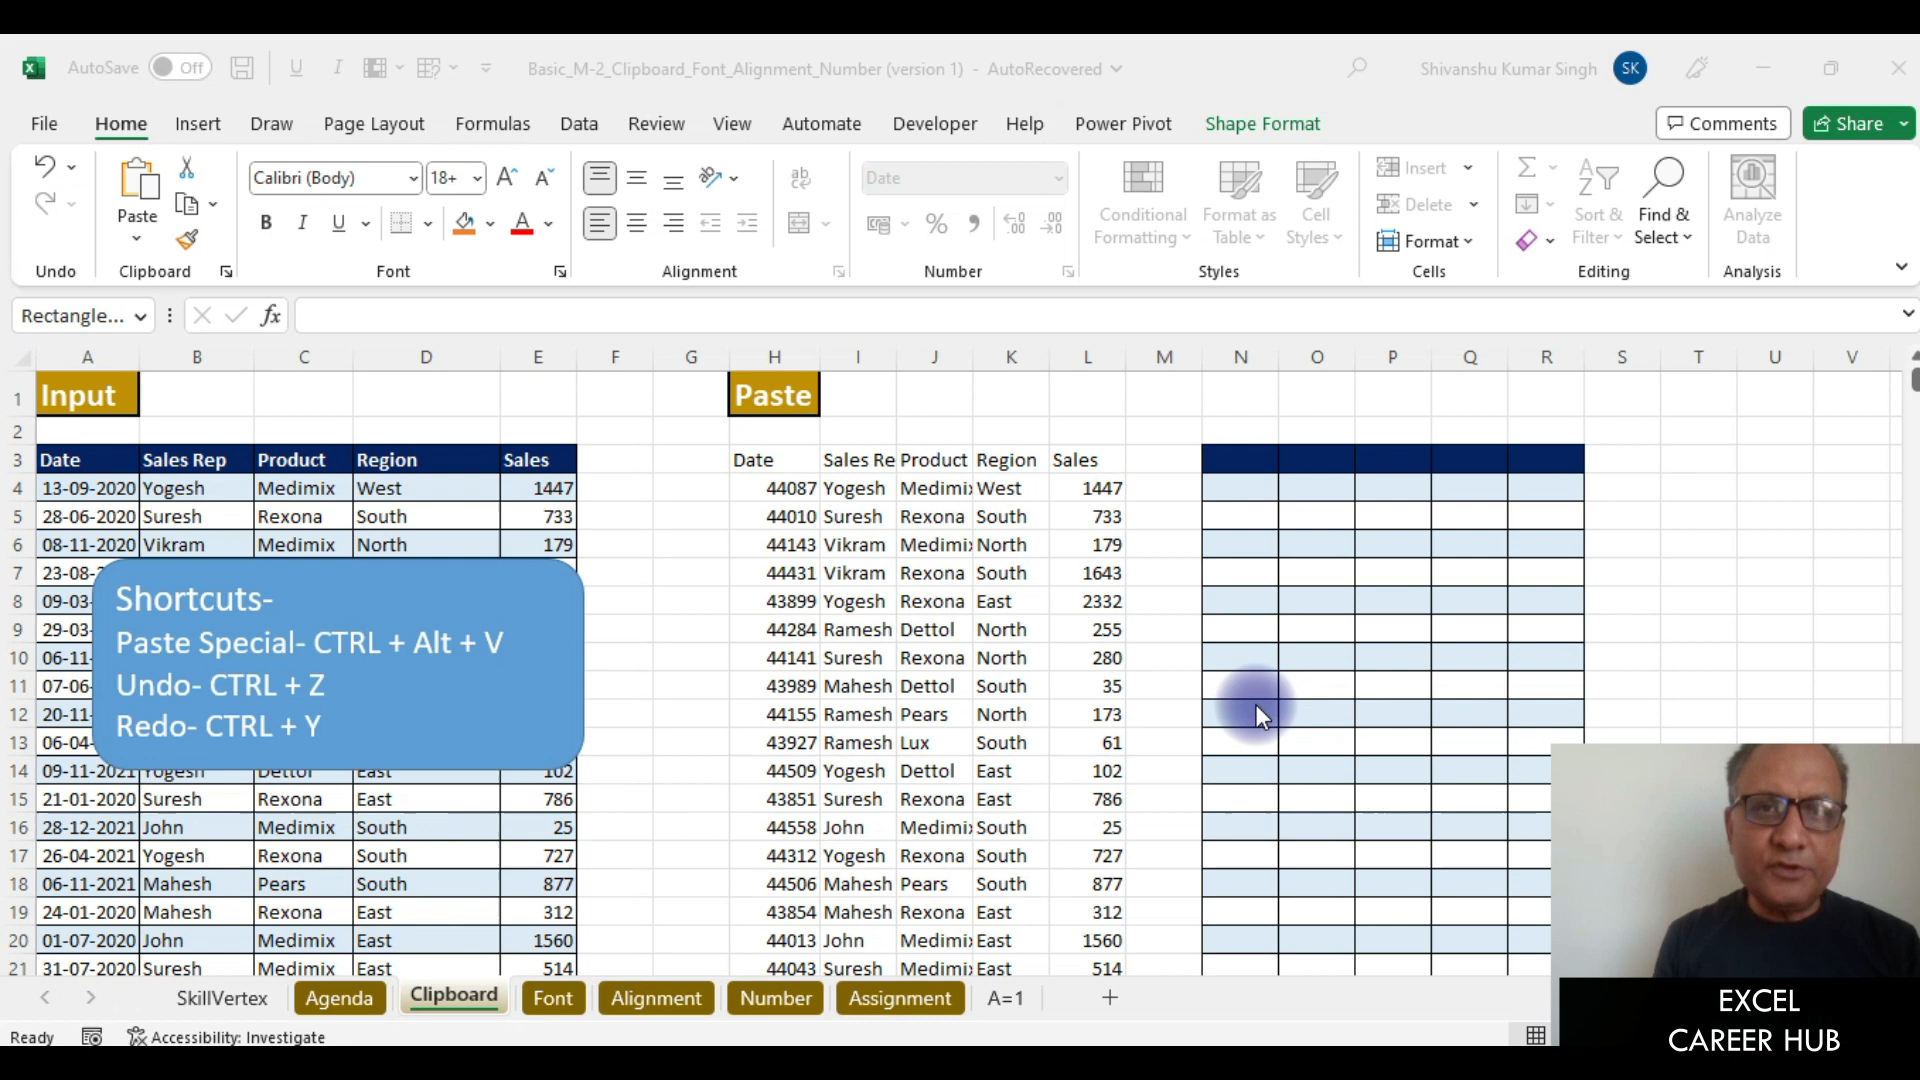 AutoSave Off Basic_M-2_Clipboard_Font_Alignment_Number (version 1) - AutoRecovered Shivanshu Kumar Singh SK
File Home Insert Draw Page Layout Formulas Data Review View Automate Developer Help Power Pivot Shape Format Comments Share
Paste Calibri (Body) 18+ Date Conditional Formatting Format as Table Cell Styles Insert Delete Format Sort & Filter Find & Select Analyze Data
Undo Clipboard Font Alignment Number Styles Cells Editing Analysis
Rectangle... fx
A B C D E F G H I J K L M N O P Q R S T U V
1 Input Paste
2
3 Date Sales Rep Product Region Sales Date Sales Re Product Region Sales
4 13-09-2020 Yogesh Medimix West 1447 44087 Yogesh Medimix West 1447
5 28-06-2020 Suresh Rexona South 733 44010 Suresh Rexona South 733
6 08-11-2020 Vikram Medimix North 179 44143 Vikram Medimix North 179
7 23-08- 44431 Vikram Rexona South 1643
8 09-03- 43899 Yogesh Rexona East 2332
9 29-03- 44284 Ramesh Dettol North 255
10 06-11- 44141 Suresh Rexona North 280
11 07-06- 43989 Mahesh Dettol South 35
12 20-11- 44155 Ramesh Pears North 173
13 06-04- 43927 Ramesh Lux South 61
Shortcuts-
Paste Special- CTRL + Alt + V
Undo- CTRL + Z
Redo- CTRL + Y
14 09-11-2021 Yogesh Dettol East 102 44509 Yogesh Dettol East 102
15 21-01-2020 Suresh Rexona East 786 43851 Suresh Rexona East 786
16 28-12-2021 John Medimix South 25 44558 John Medimix South 25
17 26-04-2021 Yogesh Rexona South 727 44312 Yogesh Rexona South 727
18 06-11-2021 Mahesh Pears South 877 44506 Mahesh Pears South 877
19 24-01-2020 Mahesh Rexona East 312 43854 Mahesh Rexona East 312
20 01-07-2020 John Medimix East 1560 44013 John Medimix East 1560
21 31-07-2020 Suresh Medimix East 514 44043 Suresh Medimix East 514
SkillVertex Agenda Clipboard Font Alignment Number Assignment A=1
Ready Accessibility: Investigate
EXCEL
CAREER HUB